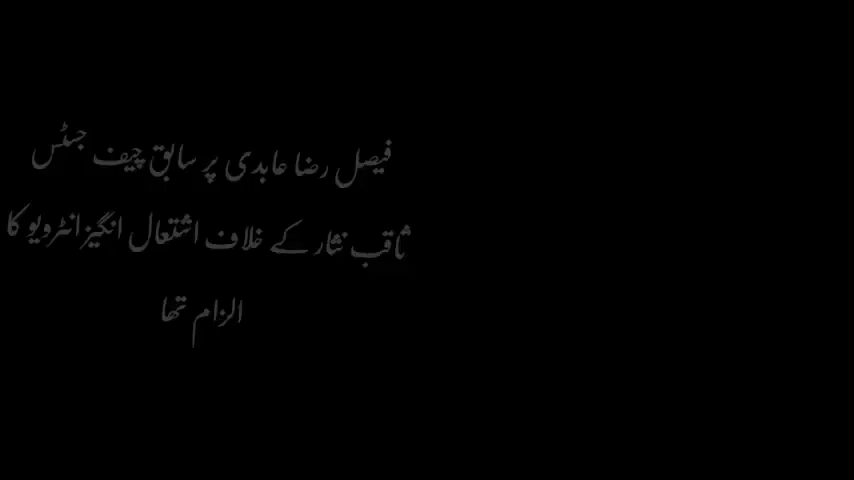 فیصل رضا عابدی پر سابق چیف جسٹس
ثاقب نثار کے خلاف اشتعال انگیز انٹرویو کا
الزام تھا